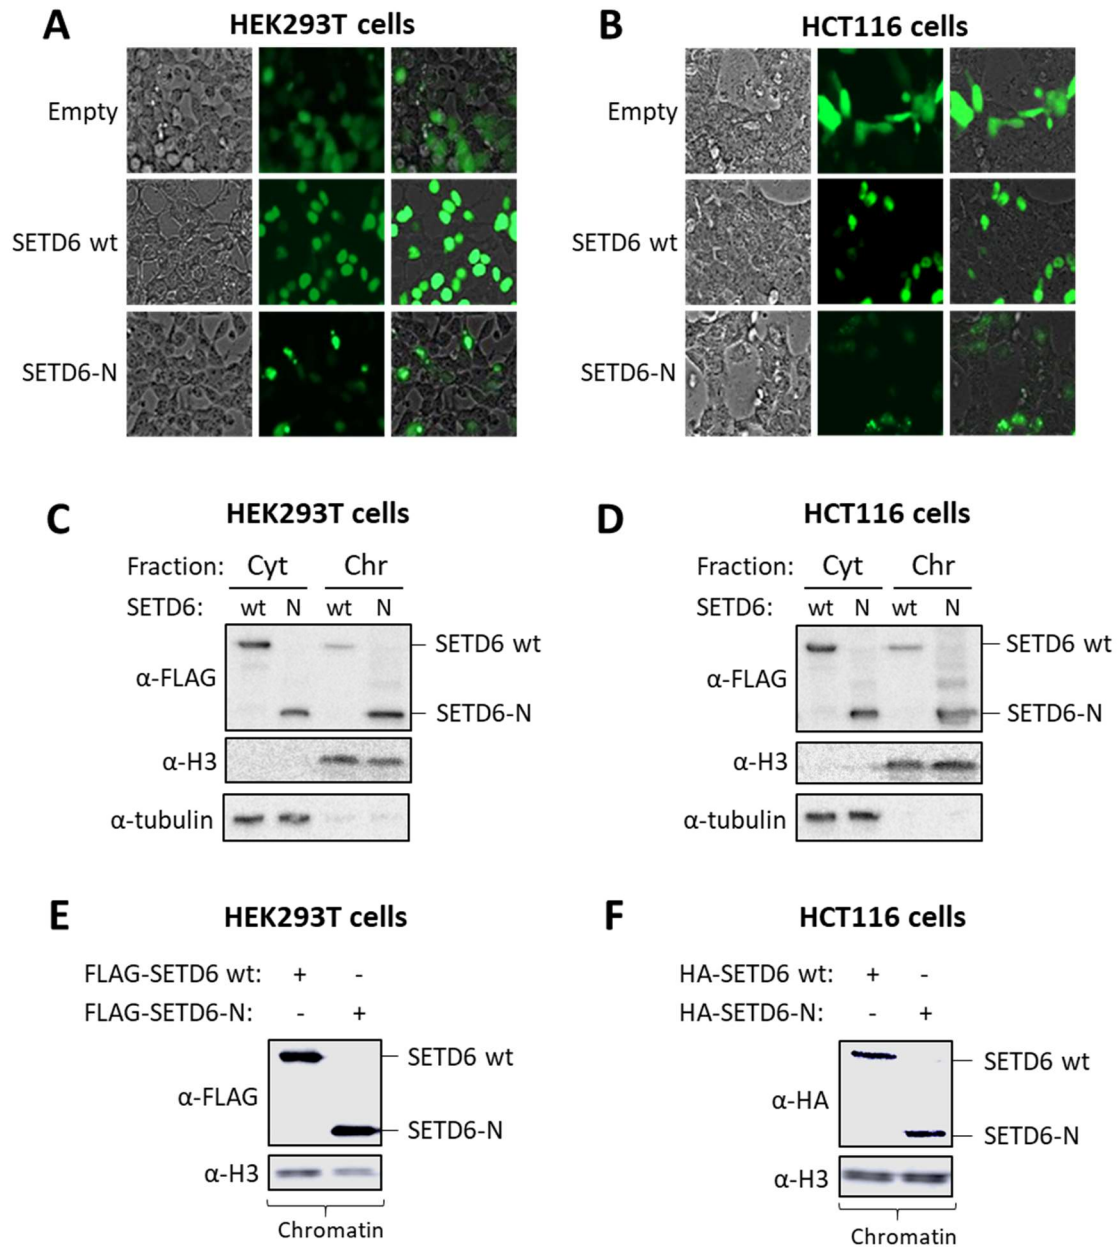 A
HEK293T cells
Empty
SETD6 wt
SETD6-N
B
HCT116 cells
Empty
SETD6 wt
SETD6-N
C
HEK293T cells
Fraction: Cyt Chr
SETD6: wt N wt N
α-FLAG
SETD6 wt
SETD6-N
α-H3
α-tubulin
D
HCT116 cells
Fraction: Cyt Chr
SETD6: wt N wt N
α-FLAG
SETD6 wt
SETD6-N
α-H3
α-tubulin
E
HEK293T cells
FLAG-SETD6 wt: + -
FLAG-SETD6-N: - +
α-FLAG
SETD6 wt
SETD6-N
α-H3
Chromatin
F
HCT116 cells
HA-SETD6 wt: + -
HA-SETD6-N: - +
α-HA
SETD6 wt
SETD6-N
α-H3
Chromatin